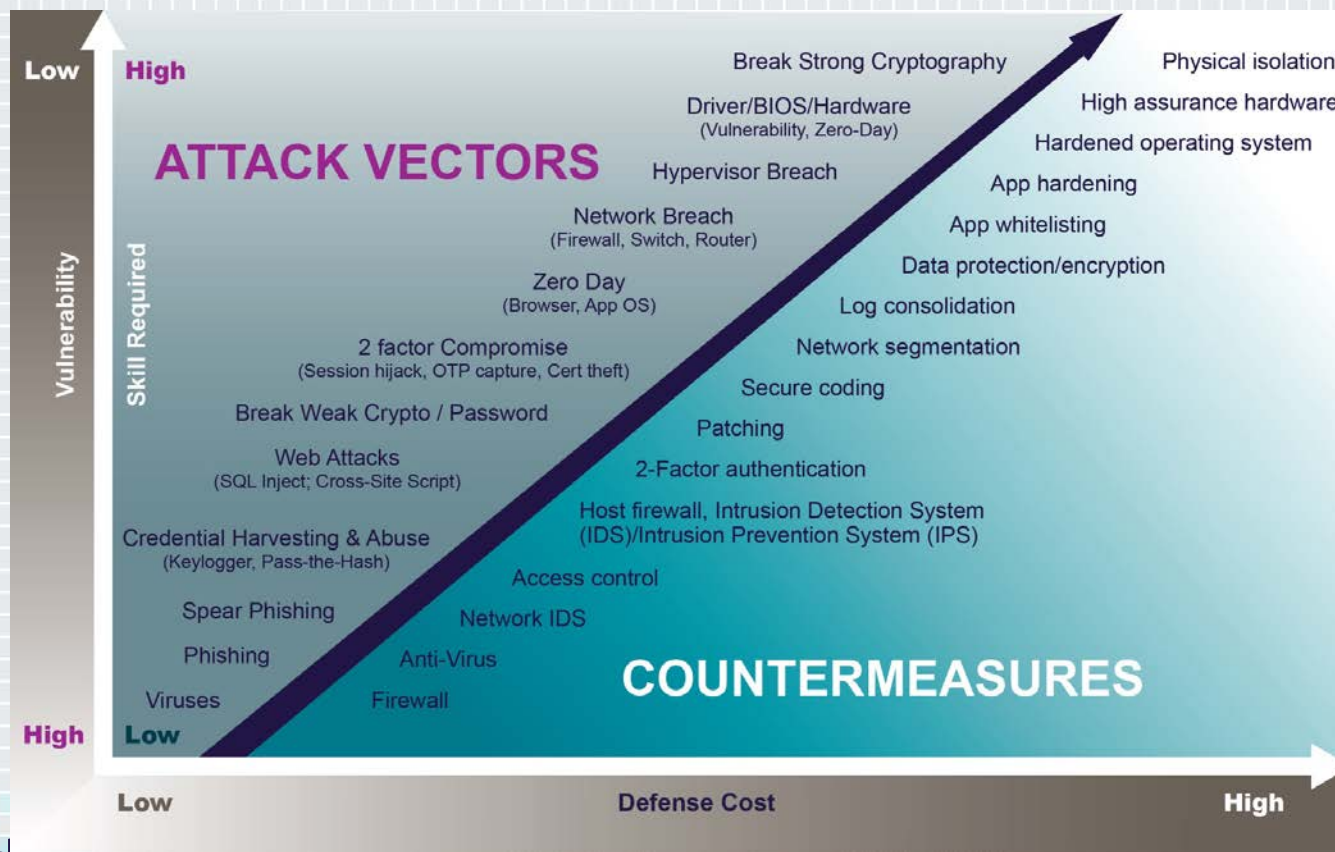 Low
High
ATTACK VECTORS
Vulnerability
Skill Required
Break Strong Cryptography
Driver/BIOS/Hardware
(Vulnerability, Zero-Day)
Hypervisor Breach
Network Breach
(Firewall, Switch, Router)
Zero Day
(Browser, App OS)
2 factor Compromise
(Session hijack, OTP capture, Cert theft)
Break Weak Crypto / Password
Web Attacks
(SQL Inject; Cross-Site Script)
Credential Harvesting & Abuse
(Keylogger, Pass-the-Hash)
Spear Phishing
Phishing
Viruses
High
Low
Physical isolation
High assurance hardware
Hardened operating system
App hardening
App whitelisting
Data protection/encryption
Log consolidation
Network segmentation
Secure coding
Patching
2-Factor authentication
Host firewall, Intrusion Detection System
(IDS)/Intrusion Prevention System (IPS)
Access control
Network IDS
Anti-Virus
Firewall
COUNTERMEASURES
Low
Defense Cost
High